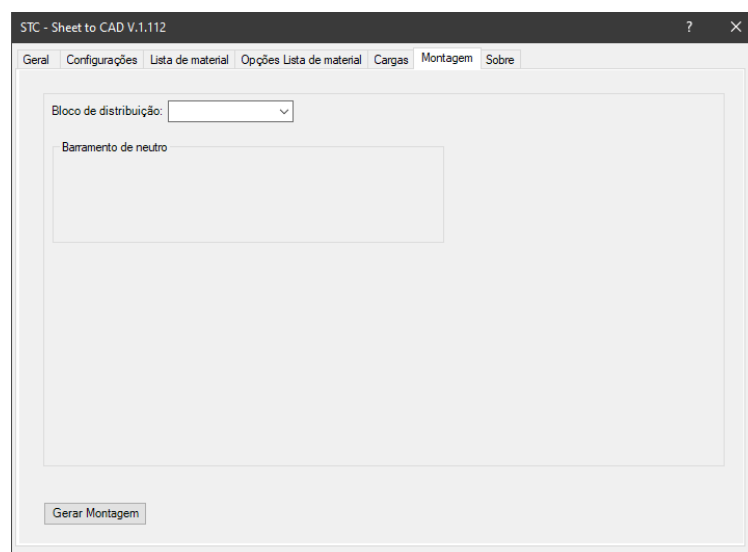 STC - Sheet to CAD V.1.112
?
Geral Configurações Lista de material Opções Lista de material Cargas Montagem Sobre
Bloco de distribuição:
Barramento de neutro
Gerar Montagem